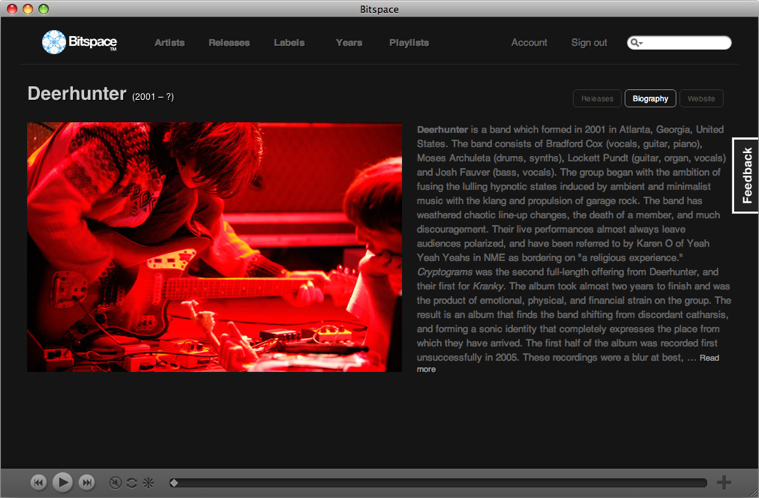 Bitspace
Bitspace TM
Artists Releases Labels Years Playlists Account Sign out
Deerhunter (2001 – ?)
Releases Biography Website
Deerhunter is a band which formed in 2001 in Atlanta, Georgia, United
States. The band consists of Bradford Cox (vocals, guitar, piano),
Moses Archuleta (drums, synths), Lockett Pundt (guitar, organ, vocals)
and Josh Fauver (bass, vocals). The group began with the ambition of
fusing the lulling hypnotic states induced by ambient and minimalist
music with the klang and propulsion of garage rock. The band has
weathered chaotic line-up changes, the death of a member, and much
discouragement. Their live performances almost always leave
audiences polarized, and have been referred to by Karen O of Yeah
Yeah Yeahs in NME as bordering on "a religious experience."
Cryptograms was the second full-length offering from Deerhunter, and
their first for Kranky. The album took almost two years to finish and was
the product of emotional, physical, and financial strain on the group. The
result is an album that finds the band shifting from discordant catharsis,
and forming a sonic identity that completely expresses the place from
which they have arrived. The first half of the album was recorded first
unsuccessfully in 2005. These recordings were a blur at best, … Read
more
Feedback